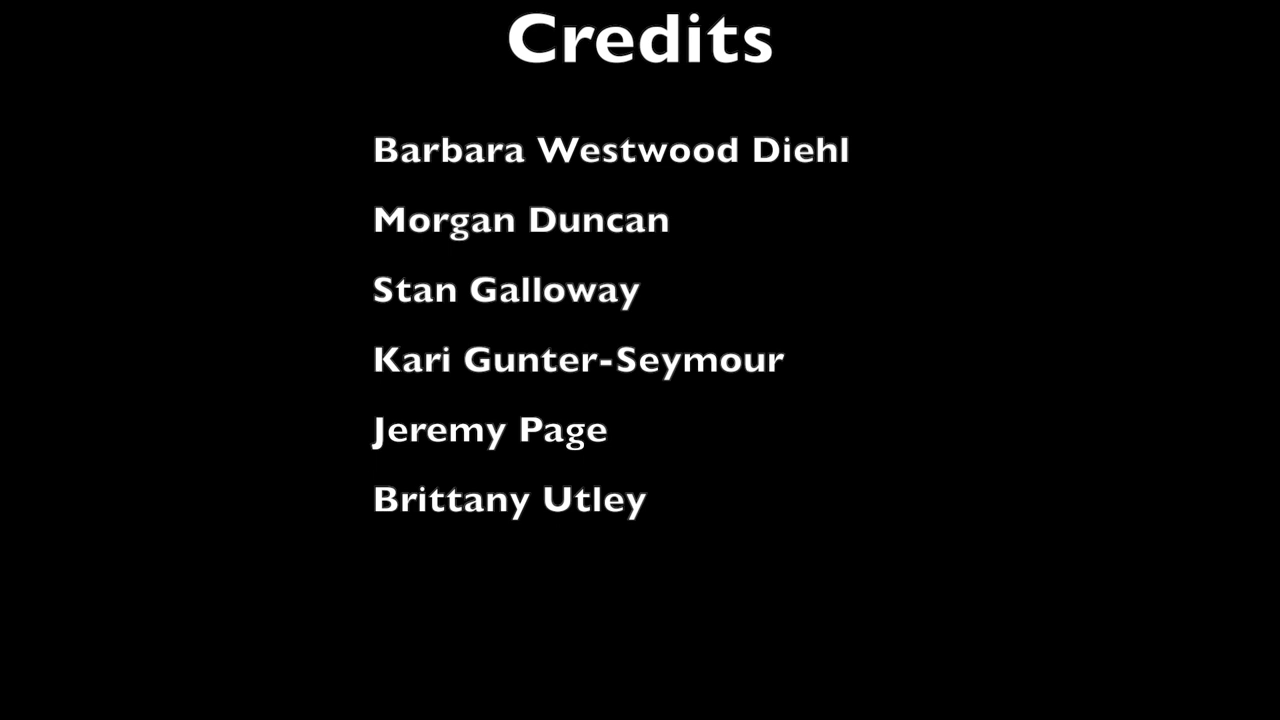 Credits
Barbara Westwood Diehl
Morgan Duncan
Stan Galloway
Kari Gunter-Seymour
Jeremy Page
Brittany Utley